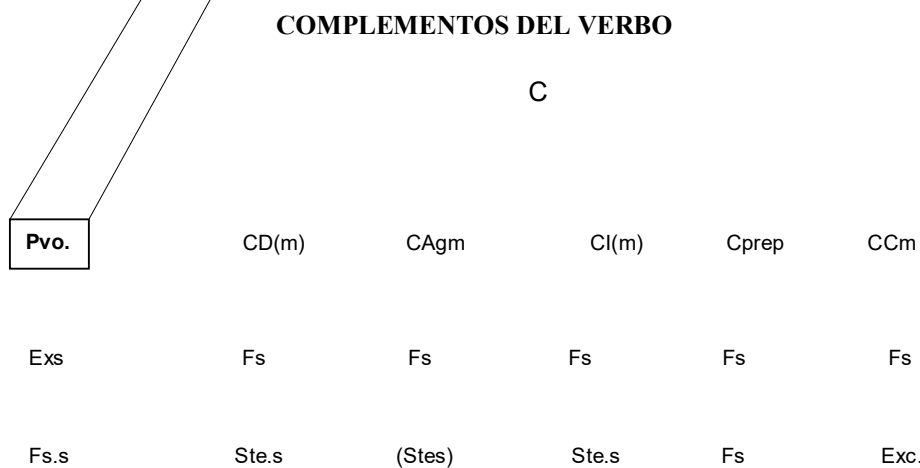 COMPLEMENTOS DEL VERBO
C
Pvo. CD(m) CAgm CI(m) Cprep CCm
Exs Fs Fs Fs Fs Fs
Fs.s Ste.s (Stes) Ste.s Fs Exc.